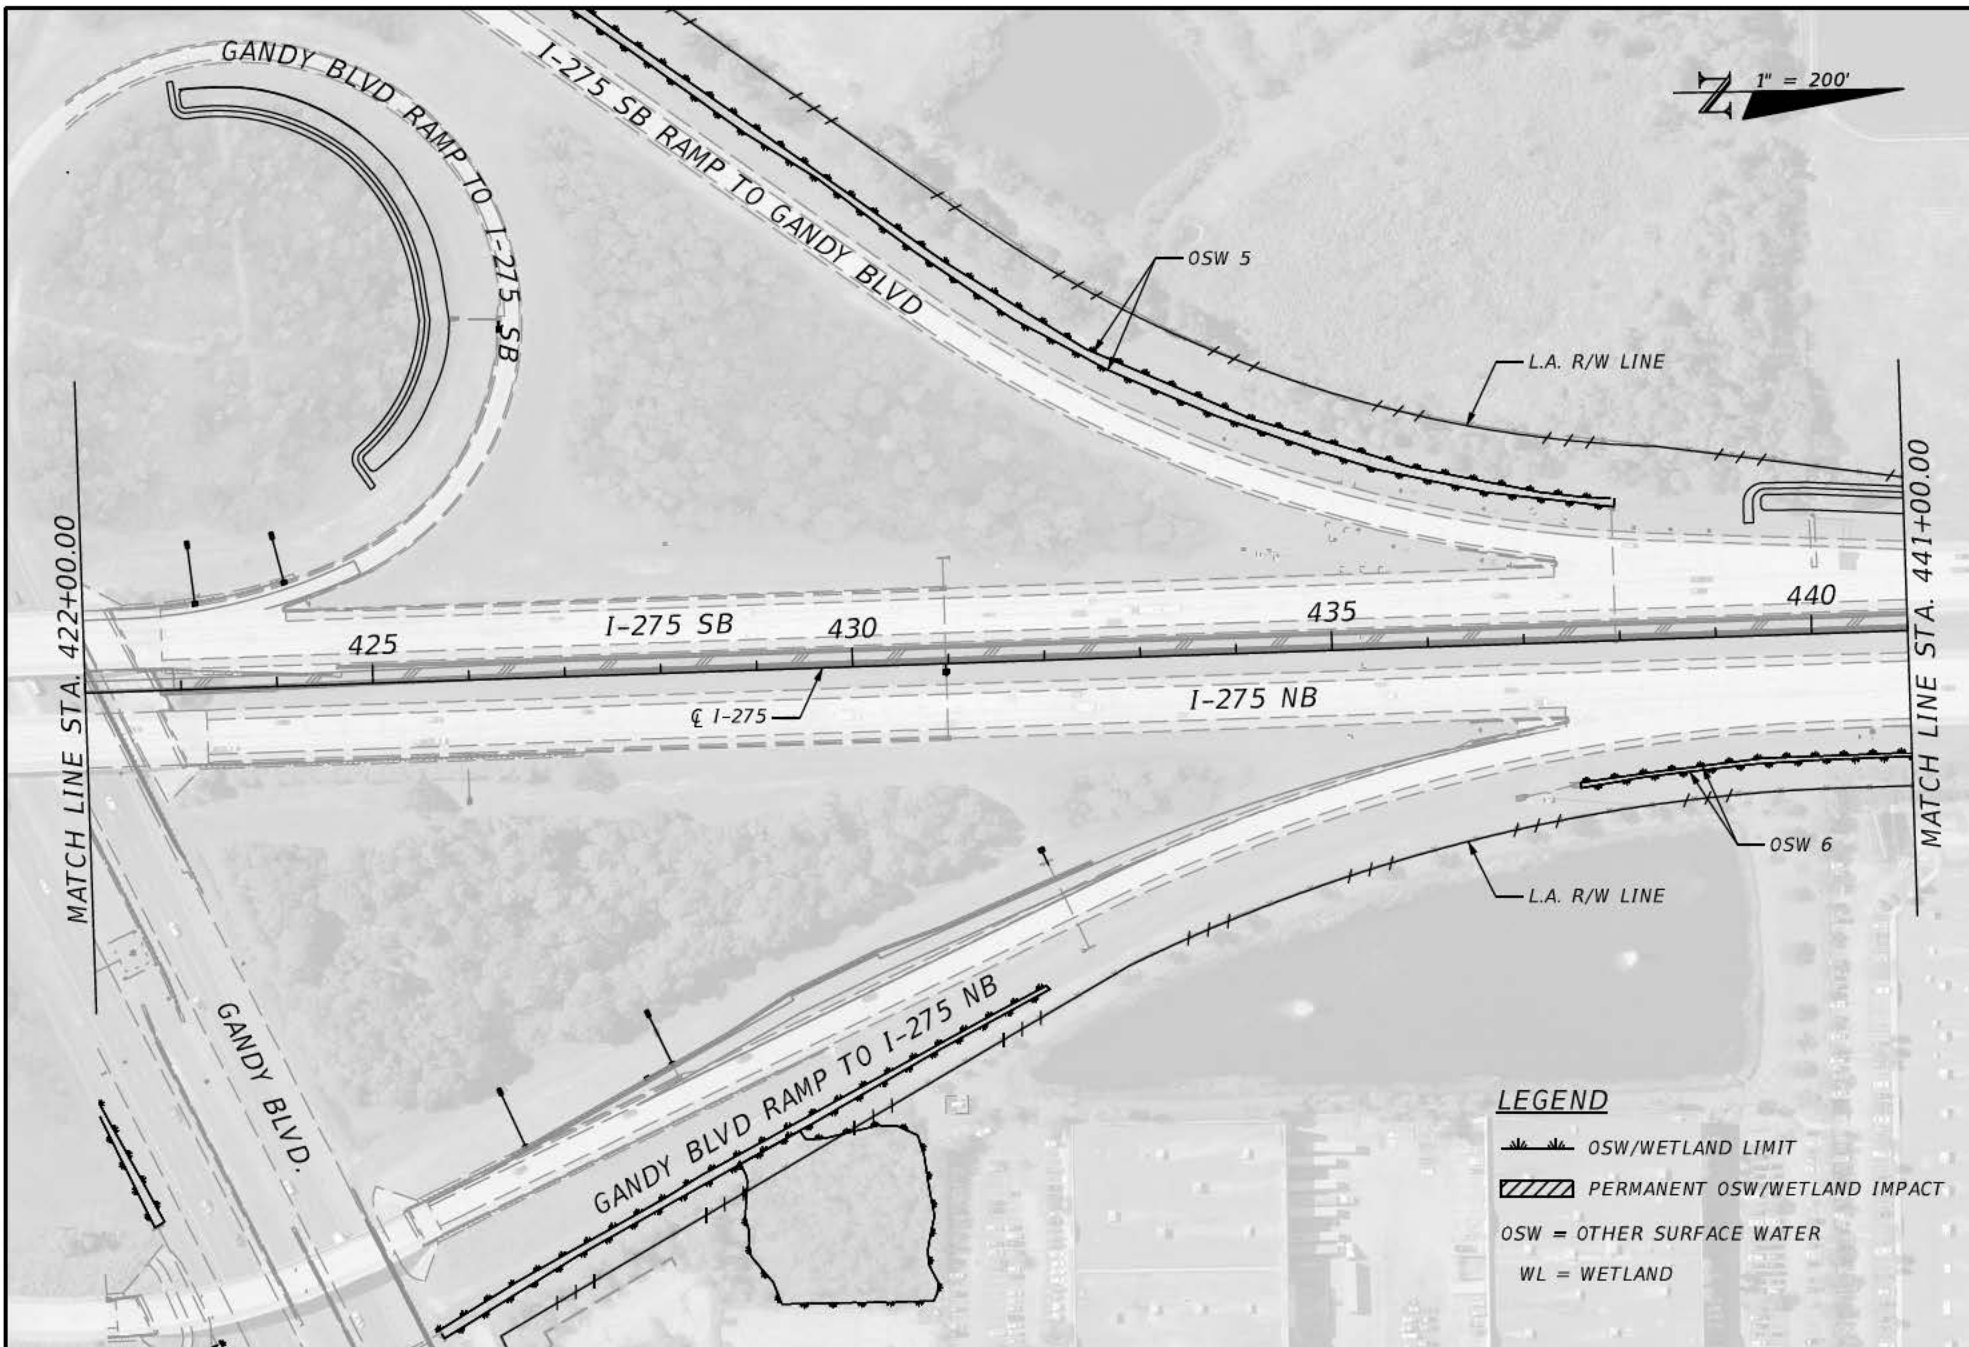 GANDY BLVD RAMP TO I-275 SB
I-275 SB RAMP TO GANDY BLVD
N
1" = 200'
OSW 5
L.A. R/W LINE
MATCH LINE STA. 422+00.00
MATCH LINE STA. 441+00.00
I-275 SB
425
430
435
440
℄ I-275
I-275 NB
OSW 6
L.A. R/W LINE
GANDY BLVD.
GANDY BLVD RAMP TO I-275 NB
LEGEND
OSW/WETLAND LIMIT
PERMANENT OSW/WETLAND IMPACT
OSW = OTHER SURFACE WATER
WL = WETLAND